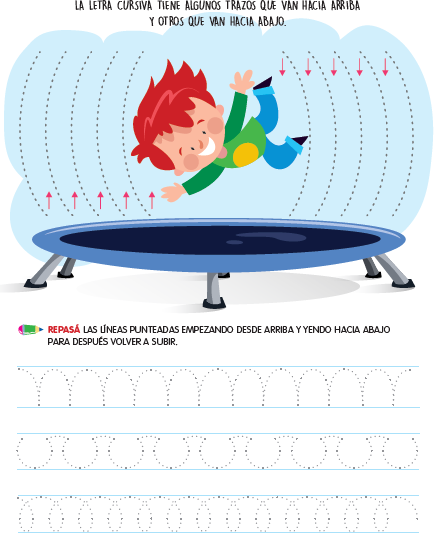 LA LETRA CURSIVA TIENE ALGUNOS TRAZOS QUE VAN HACIA ARRIBA
Y OTROS QUE VAN HACIA ABAJO.
REPASÁ LAS LÍNEAS PUNTEADAS EMPEZANDO DESDE ARRIBA Y YENDO HACIA ABAJO
PARA DESPUÉS VOLVER A SUBIR.